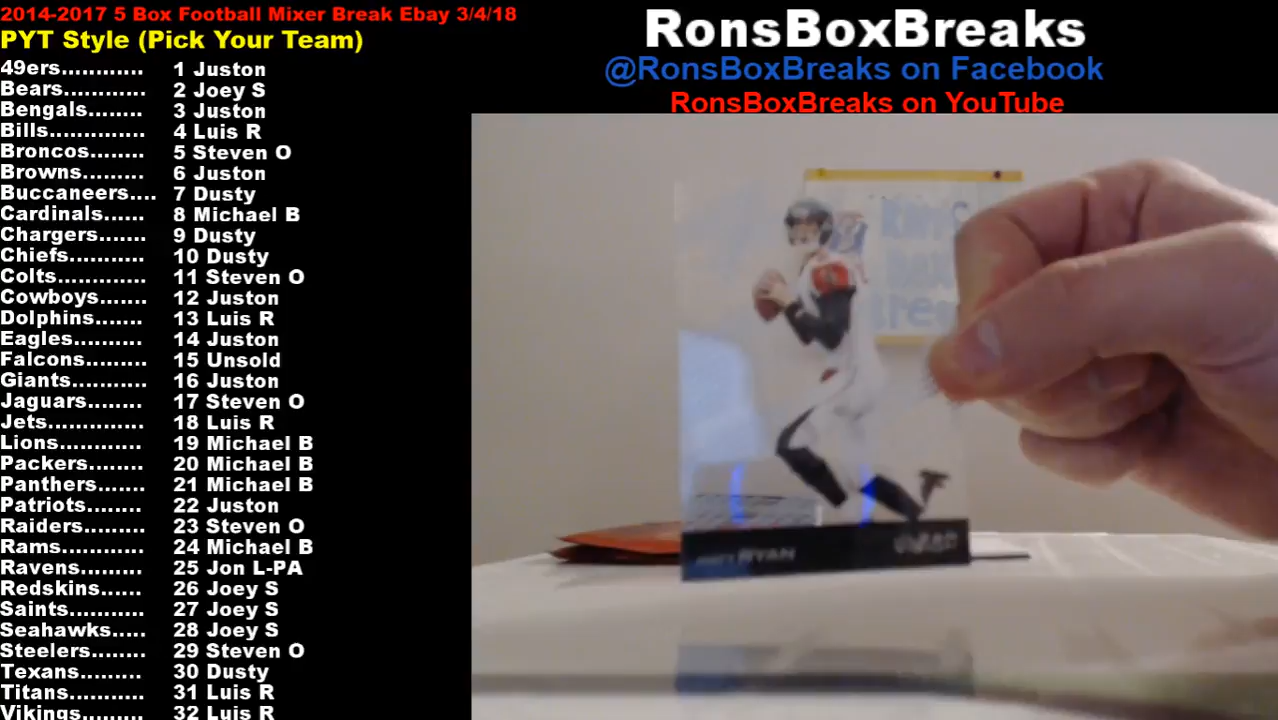 2014-2017 5 Box Football Mixer Break Ebay 3/4/18
PYT Style (Pick Your Team)
49ers............ 1 Juston
Bears............ 2 Joey S
Bengals........ 3 Juston
Bills.............. 4 Luis R
Broncos........ 5 Steven O
Browns......... 6 Juston
Buccaneers.... 7 Dusty
Cardinals...... 8 Michael B
Chargers....... 9 Dusty
Chiefs........... 10 Dusty
Colts............. 11 Steven O
Cowboys....... 12 Juston
Dolphins........ 13 Luis R
Eagles.......... 14 Juston
Falcons......... 15 Unsold
Giants........... 16 Juston
Jaguars........ 17 Steven O
Jets.............. 18 Luis R
Lions............ 19 Michael B
Packers........ 20 Michael B
Panthers....... 21 Michael B
Patriots........ 22 Juston
Raiders......... 23 Steven O
Rams............ 24 Michael B
Ravens......... 25 Jon L-PA
Redskins...... 26 Joey S
Saints........... 27 Joey S
Seahawks..... 28 Joey S
Steelers........ 29 Steven O
Texans......... 30 Dusty
Titans........... 31 Luis R
Vikings......... 32 Luis R
RonsBoxBreaks
@RonsBoxBreaks on Facebook
RonsBoxBreaks on YouTube
RYAN